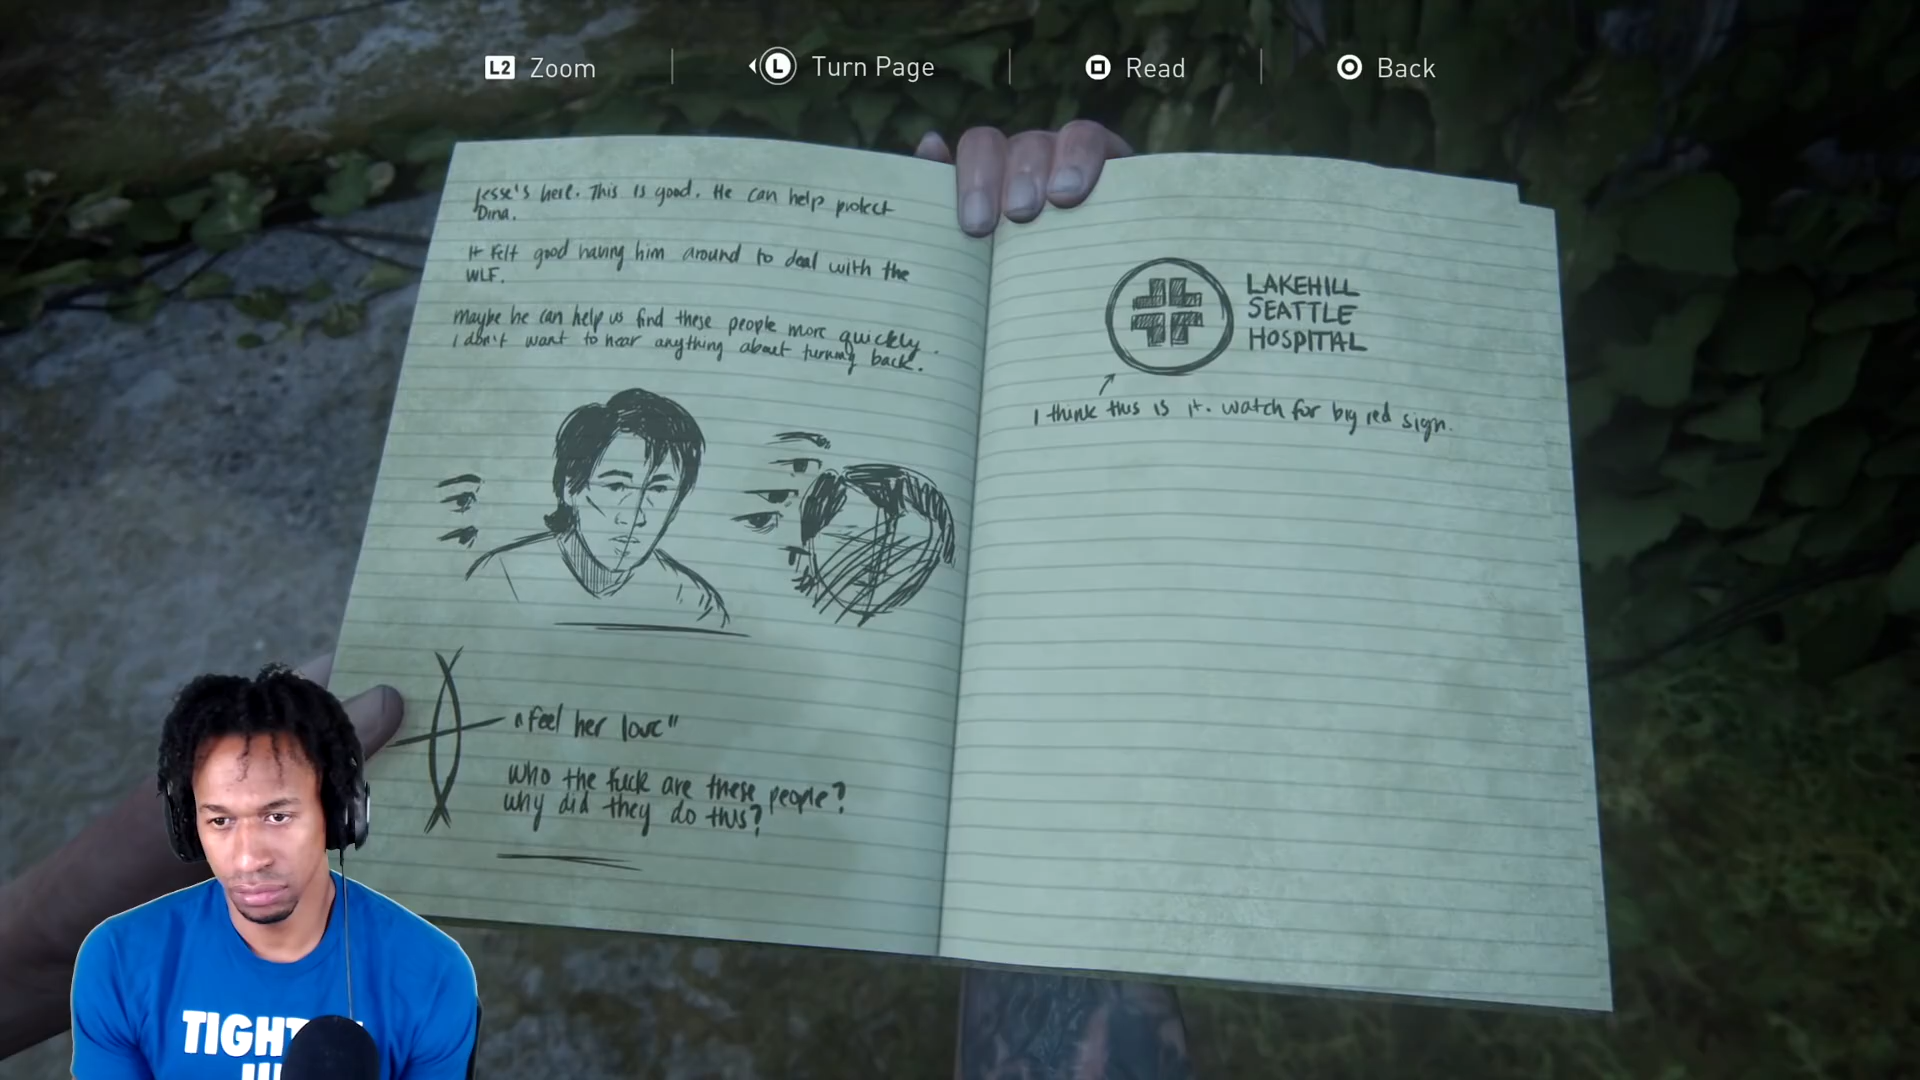 L2 Zoom
L Turn Page
Read
Back
Jesse's here. This is good. He can help protect
Dina.
It felt good having him around to deal with the
WLF.
Maybe he can help us find these people more quickly.
I don't want to hear anything about turning back.
"Feel her love"
who the fuck are these people?
why did they do this?
LAKEHILL
SEATTLE
HOSPITAL
I think this is it. watch for big red sign.
TIGHT